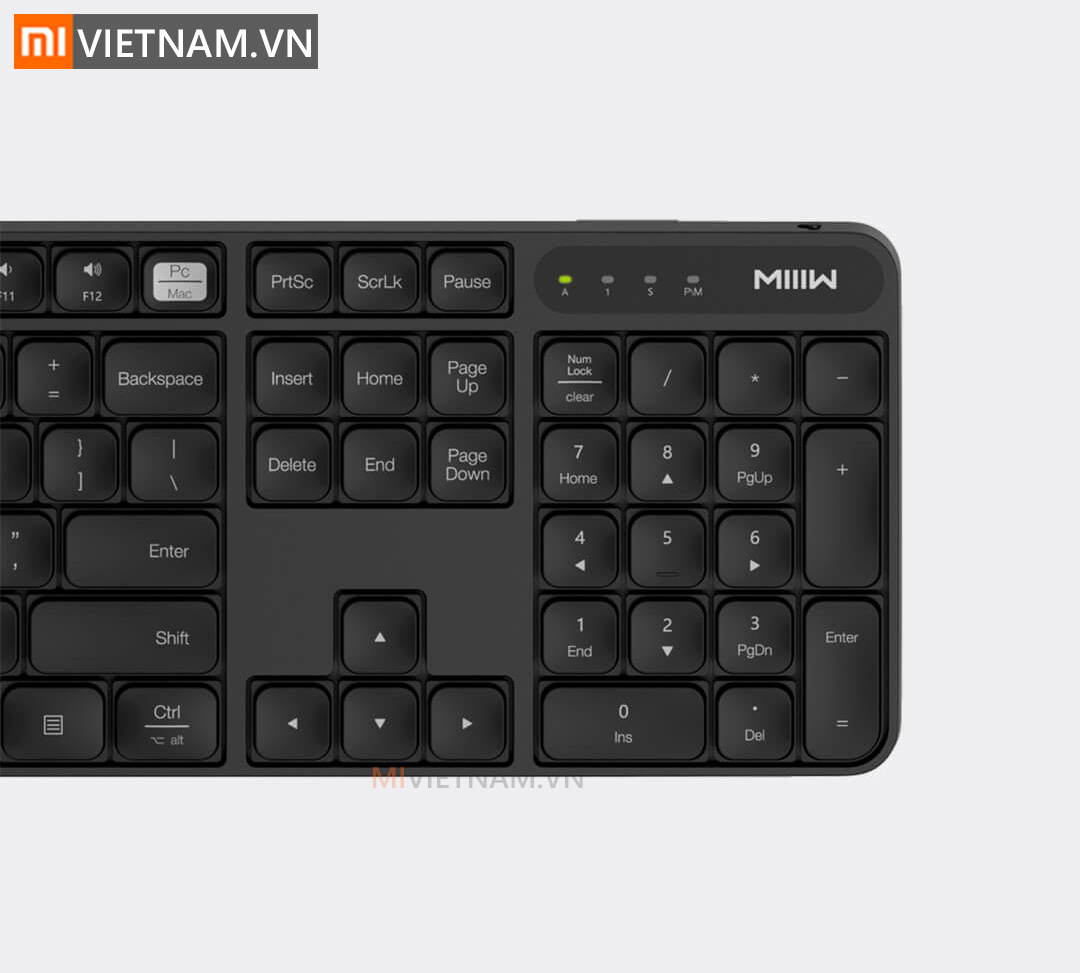 mi VIETNAM.VN
F11
F12
Pc
Mac
PrtSc
ScrLk
Pause
A
1
S
P\M
MIIIW
+
=
Backspace
Insert
Home
Page
Up
Num
Lock
clear
/
*
−
}
]
|
\
Delete
End
Page
Down
7
Home
8
▲
9
PgUp
+
”
,
Enter
4
◀
5
6
▶
Shift
▲
1
End
2
▼
3
PgDn
Enter
=
Ctrl
⌥ alt
◀
▼
▶
0
Ins
.
Del
MIVIETNAM.VN